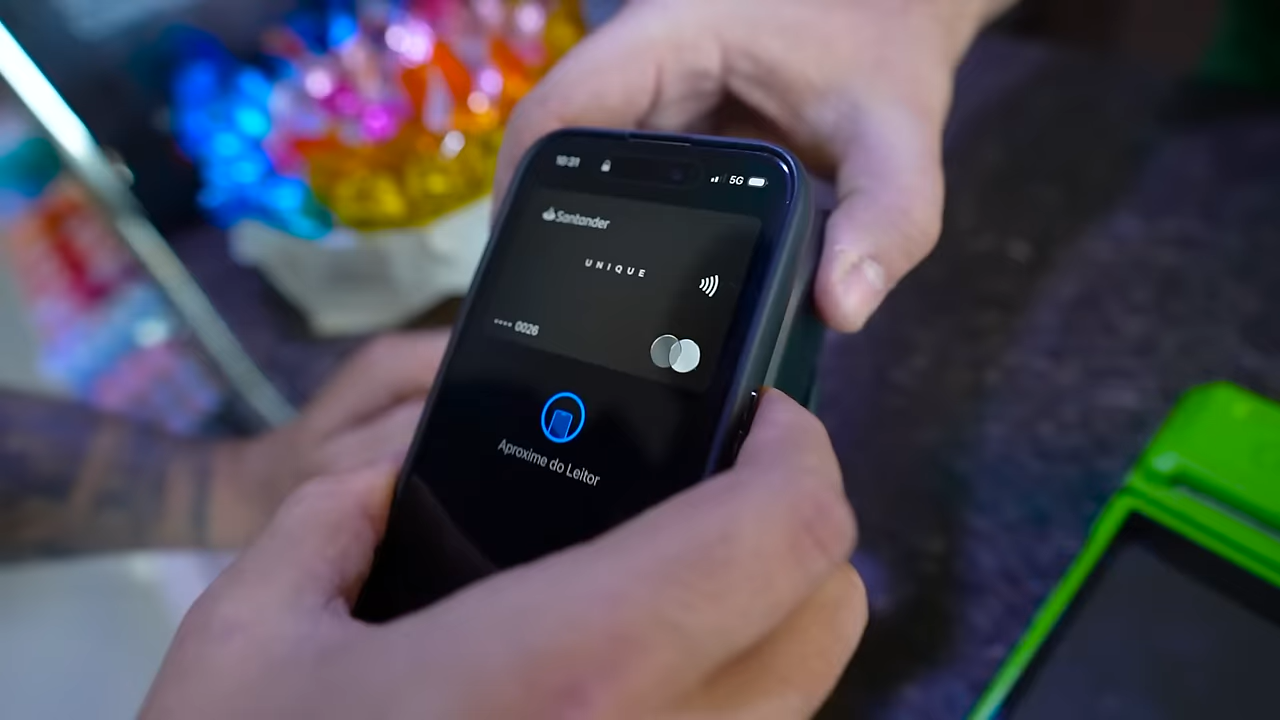 10:31
5G
Santander
UNIQUE
•••• 0026
Aproxime do Leitor